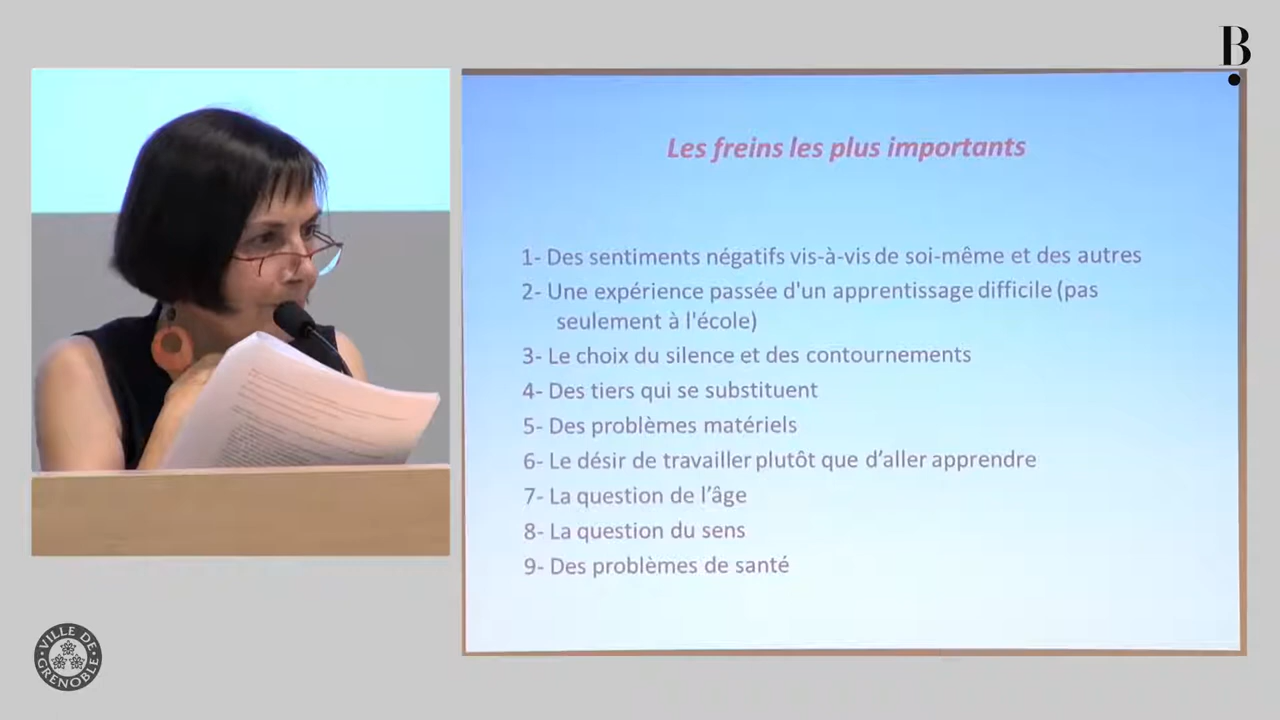 B
Les freins les plus importants
1- Des sentiments négatifs vis-à-vis de soi-même et des autres
2- Une expérience passée d'un apprentissage difficile (pas
seulement à l'école)
3- Le choix du silence et des contournements
4- Des tiers qui se substituent
5- Des problèmes matériels
6- Le désir de travailler plutôt que d’aller apprendre
7- La question de l’âge
8- La question du sens
9- Des problèmes de santé
VILLE DE GRENOBLE